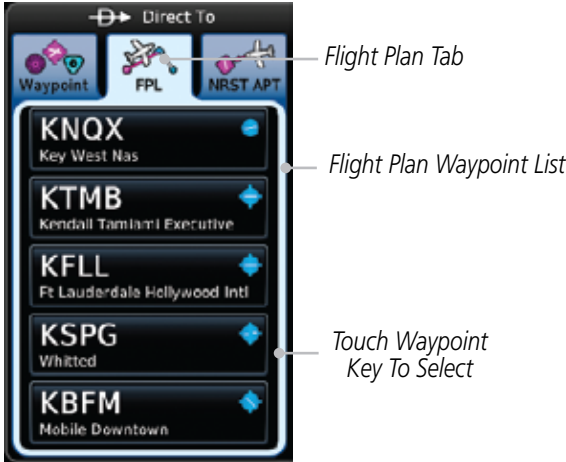 Direct To
Waypoint
FPL
NRST APT
Flight Plan Tab
KNQX
Key West Nas
Flight Plan Waypoint List
KTMB
Kendall Tamiami Executive
KFLL
Ft Lauderdale Hollywood Intl
KSPG
Whitted
Touch Waypoint
Key To Select
KBFM
Mobile Downtown